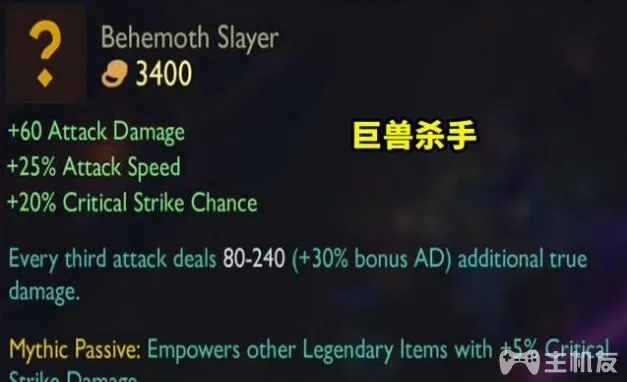 Behemoth Slayer
3400
+60 Attack Damage
巨兽杀手
+25% Attack Speed
+20% Critical Strike Chance
Every third attack deals 80-240 (+30% bonus AD) additional true
damage.
Mythic Passive: Empowers other Legendary Items with +5% Critical
Strike Damage
主机友